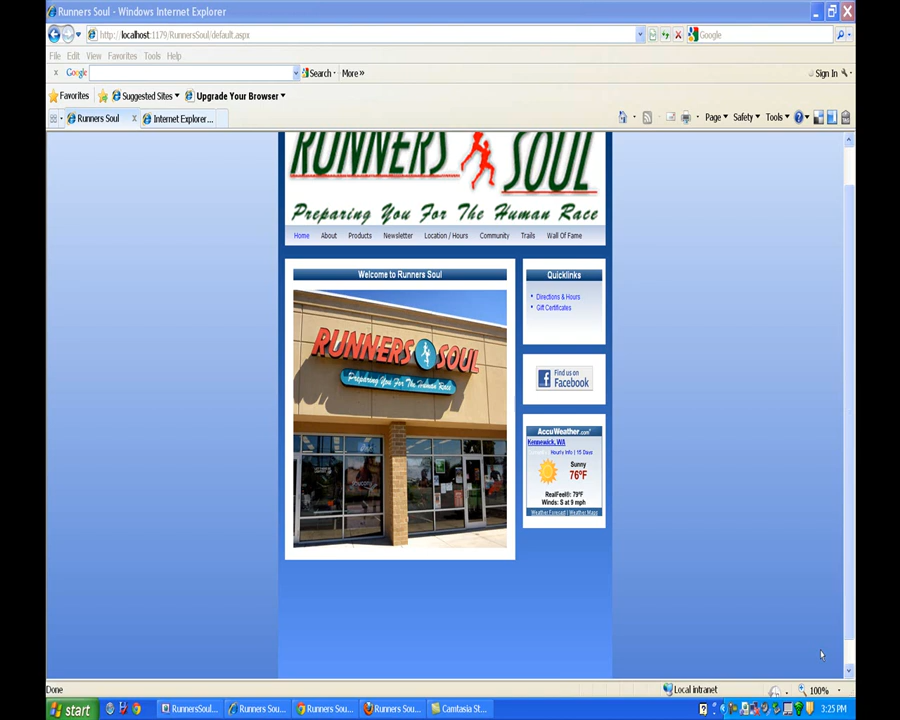 Runners Soul - Windows Internet Explorer
http://localhost:1179/RunnersSoul/default.aspx
Google
File Edit View Favorites Tools Help
x Google Search More » Sign In
Favorites Suggested Sites Upgrade Your Browser
Runners Soul x Internet Explorer... Page Safety Tools
RUNNERS SOUL
Preparing You For The Human Race
Home About Products Newsletter Location / Hours Community Trails Wall Of Fame
Welcome to Runners Soul
RUNNERS SOUL
Preparing You For The Human Race
saucony
Quicklinks
Directions & Hours
Gift Certificates
Find us on
Facebook
AccuWeather.com
Kennewick, WA
Hourly Info | 15 Days
Sunny
76°F
RealFeel®: 79°F
Winds: S at 9 mph
Weather Forecast | Weather Maps
Done Local intranet 100%
start RunnersSoul... Runners Sou... Runners Sou... Runners Sou... Camtasia St... 3:25 PM